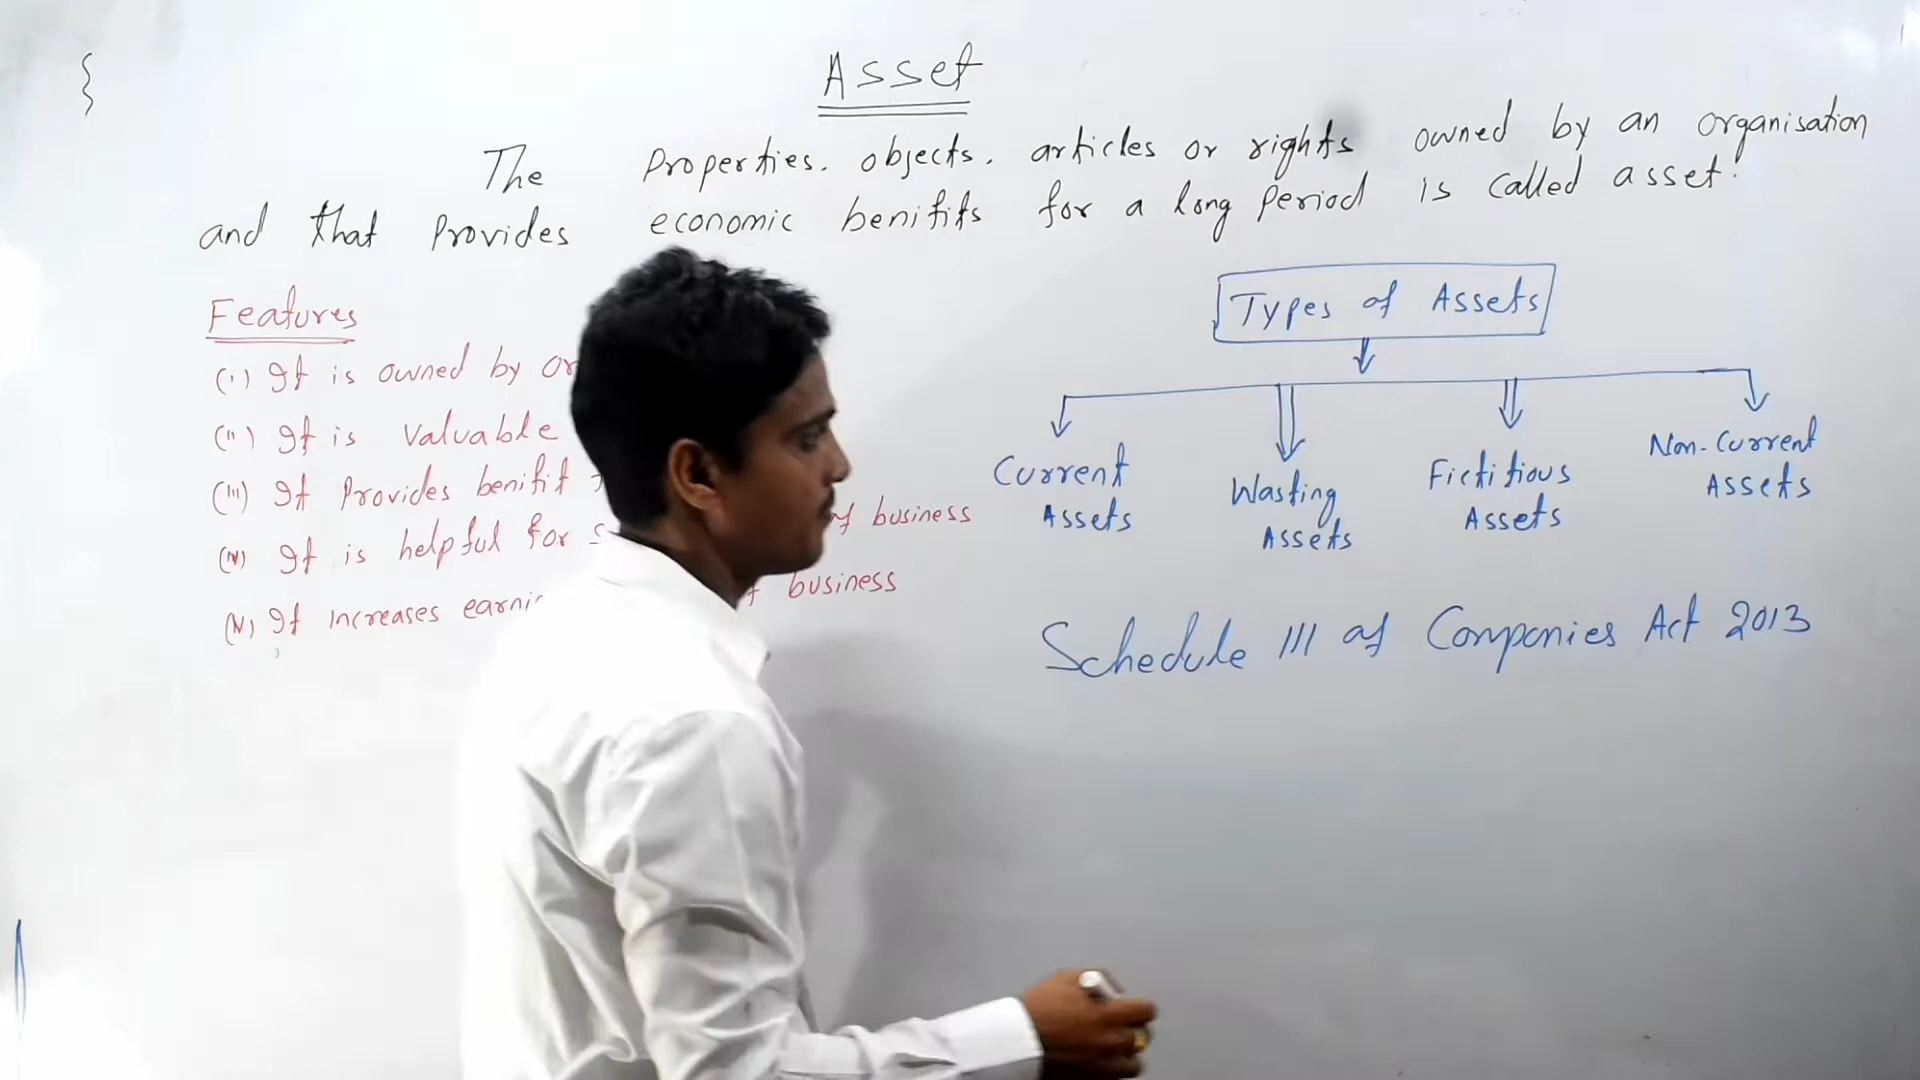 Asset
The Properties. objects. articles or rights owned by an organisation
and that Provides economic benifits for a long Period is called asset.
Features
(i) It is owned by or
(ii) It is valuable
(iii) It Provides benifit
(iv) It is helpful for s of business
(v) It increases earni of business
Types of Assets
Current Assets
Wasting Assets
Fictitious Assets
Non-Current Assets
Schedule III of Companies Act 2013